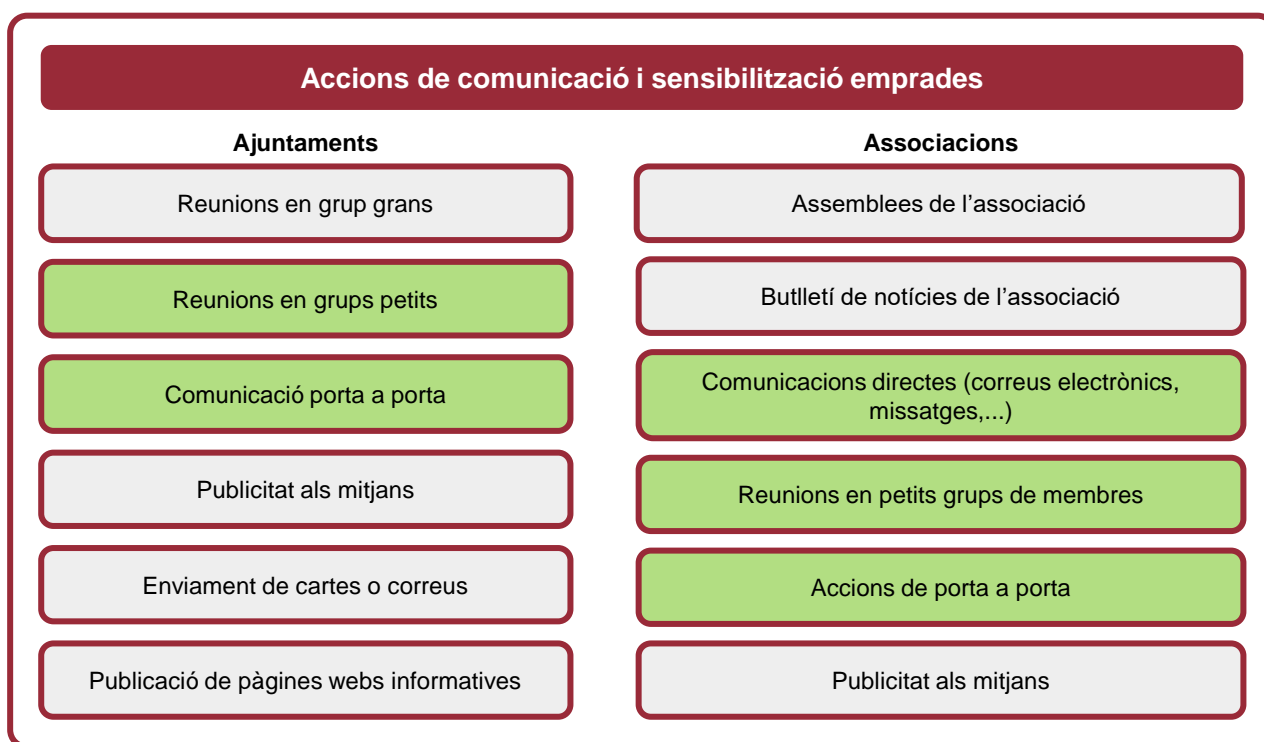 Accions de comunicació i sensibilització emprades
Ajuntaments
Reunions en grup grans
Reunions en grups petits
Comunicació porta a porta
Publicitat als mitjans
Enviament de cartes o correus
Publicació de pàgines webs informatives
Associacions
Assemblees de l’associació
Butlletí de notícies de l’associació
Comunicacions directes (correus electrònics,
missatges,...)
Reunions en petits grups de membres
Accions de porta a porta
Publicitat als mitjans